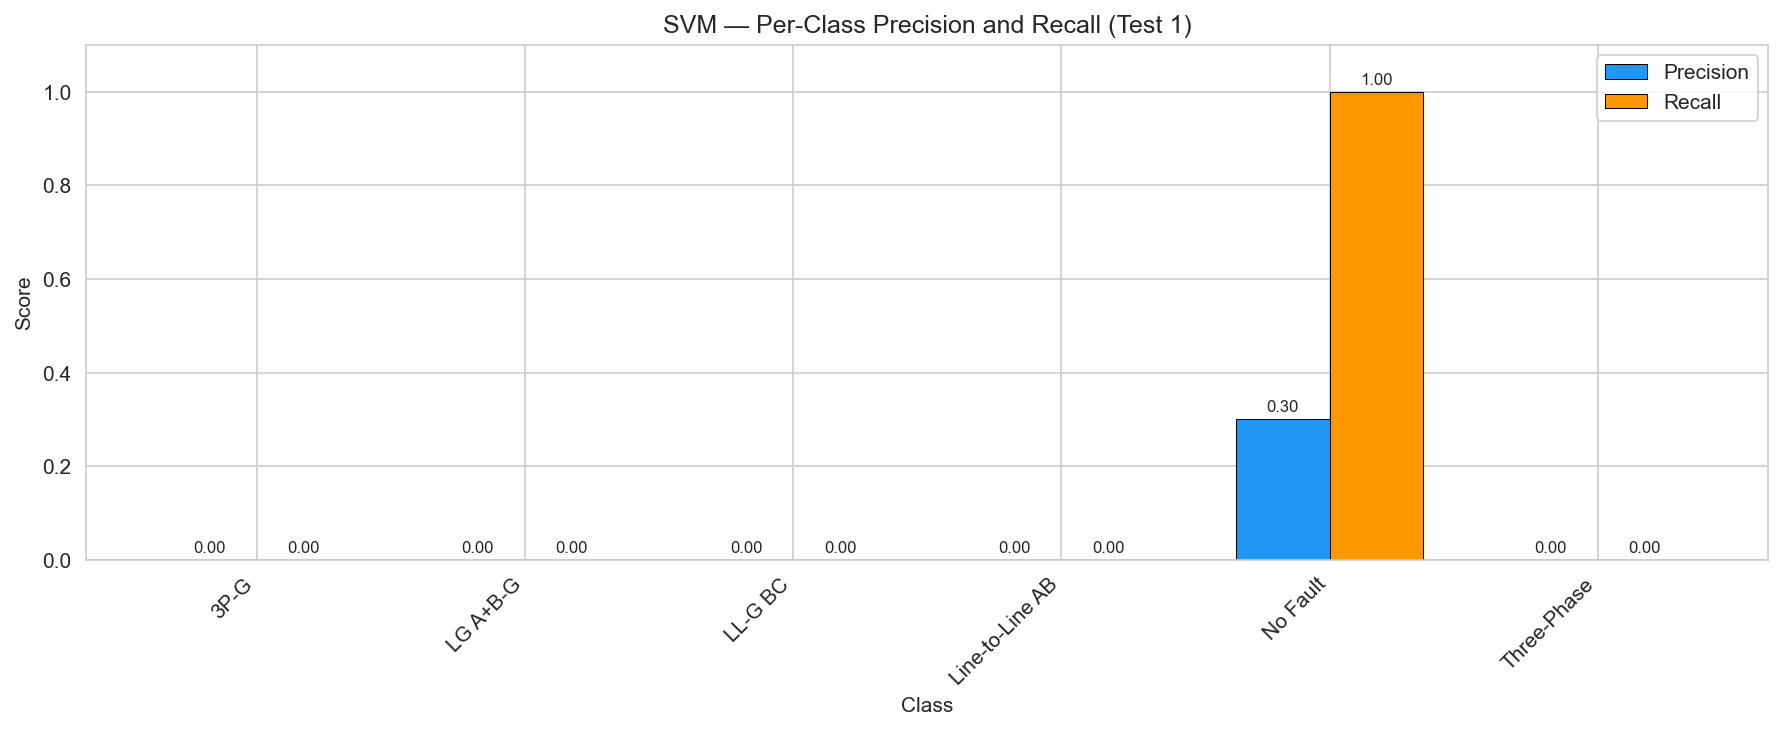 SVM — Per-Class Precision and Recall (Test 1)
Precision
Recall
1.0
0.8
0.6
0.4
0.2
0.0
Score
0.00 0.00 0.00 0.00 0.00 0.00 0.00 0.00 0.30 1.00 0.00 0.00
3P-G
LG A+B-G
LL-G BC
Line-to-Line AB
No Fault
Three-Phase
Class